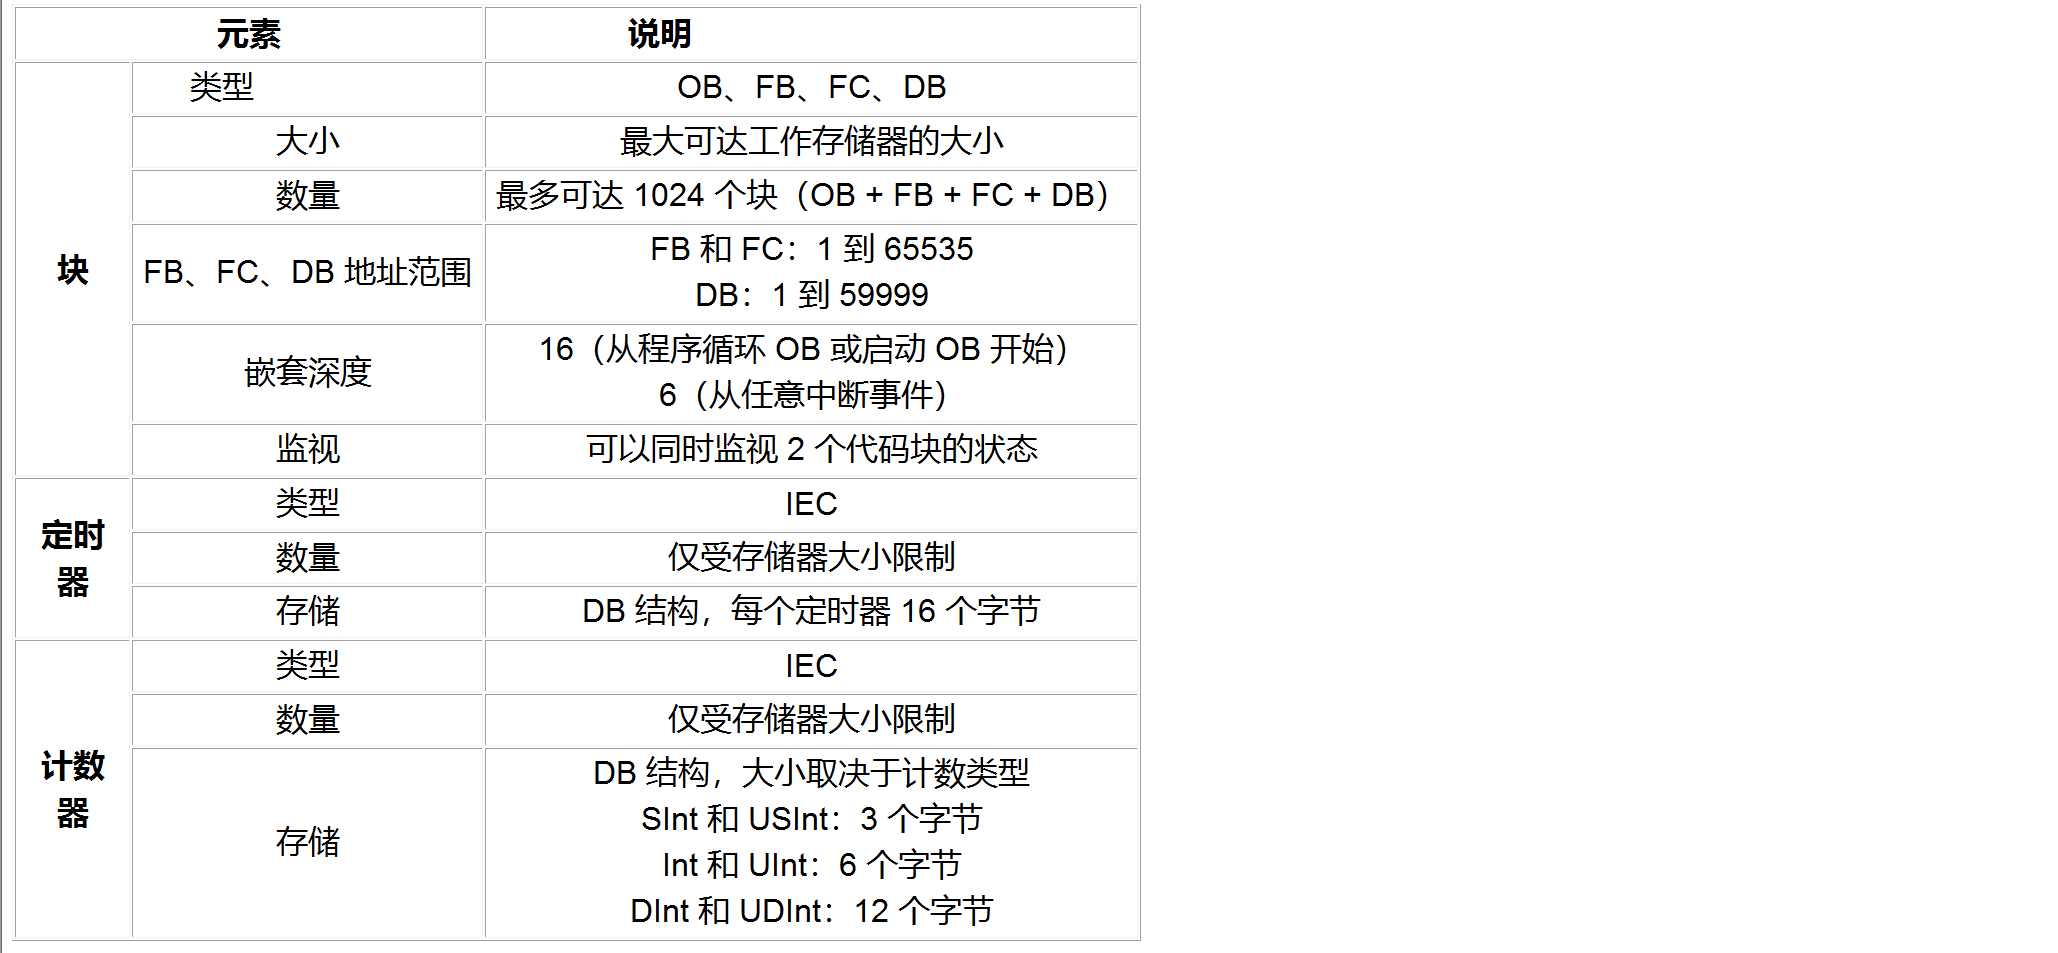 元素 说明
块
类型 OB、FB、FC、DB
大小 最大可达工作存储器的大小
数量 最多可达 1024 个块（OB + FB + FC + DB）
FB、FC、DB 地址范围
FB 和 FC：1 到 65535
DB：1 到 59999
嵌套深度
16（从程序循环 OB 或启动 OB 开始）
6（从任意中断事件）
监视 可以同时监视 2 个代码块的状态
定时
器
类型 IEC
数量 仅受存储器大小限制
存储 DB 结构，每个定时器 16 个字节
计数
器
类型 IEC
数量 仅受存储器大小限制
存储
DB 结构，大小取决于计数类型
SInt 和 USInt：3 个字节
Int 和 UInt：6 个字节
DInt 和 UDInt：12 个字节